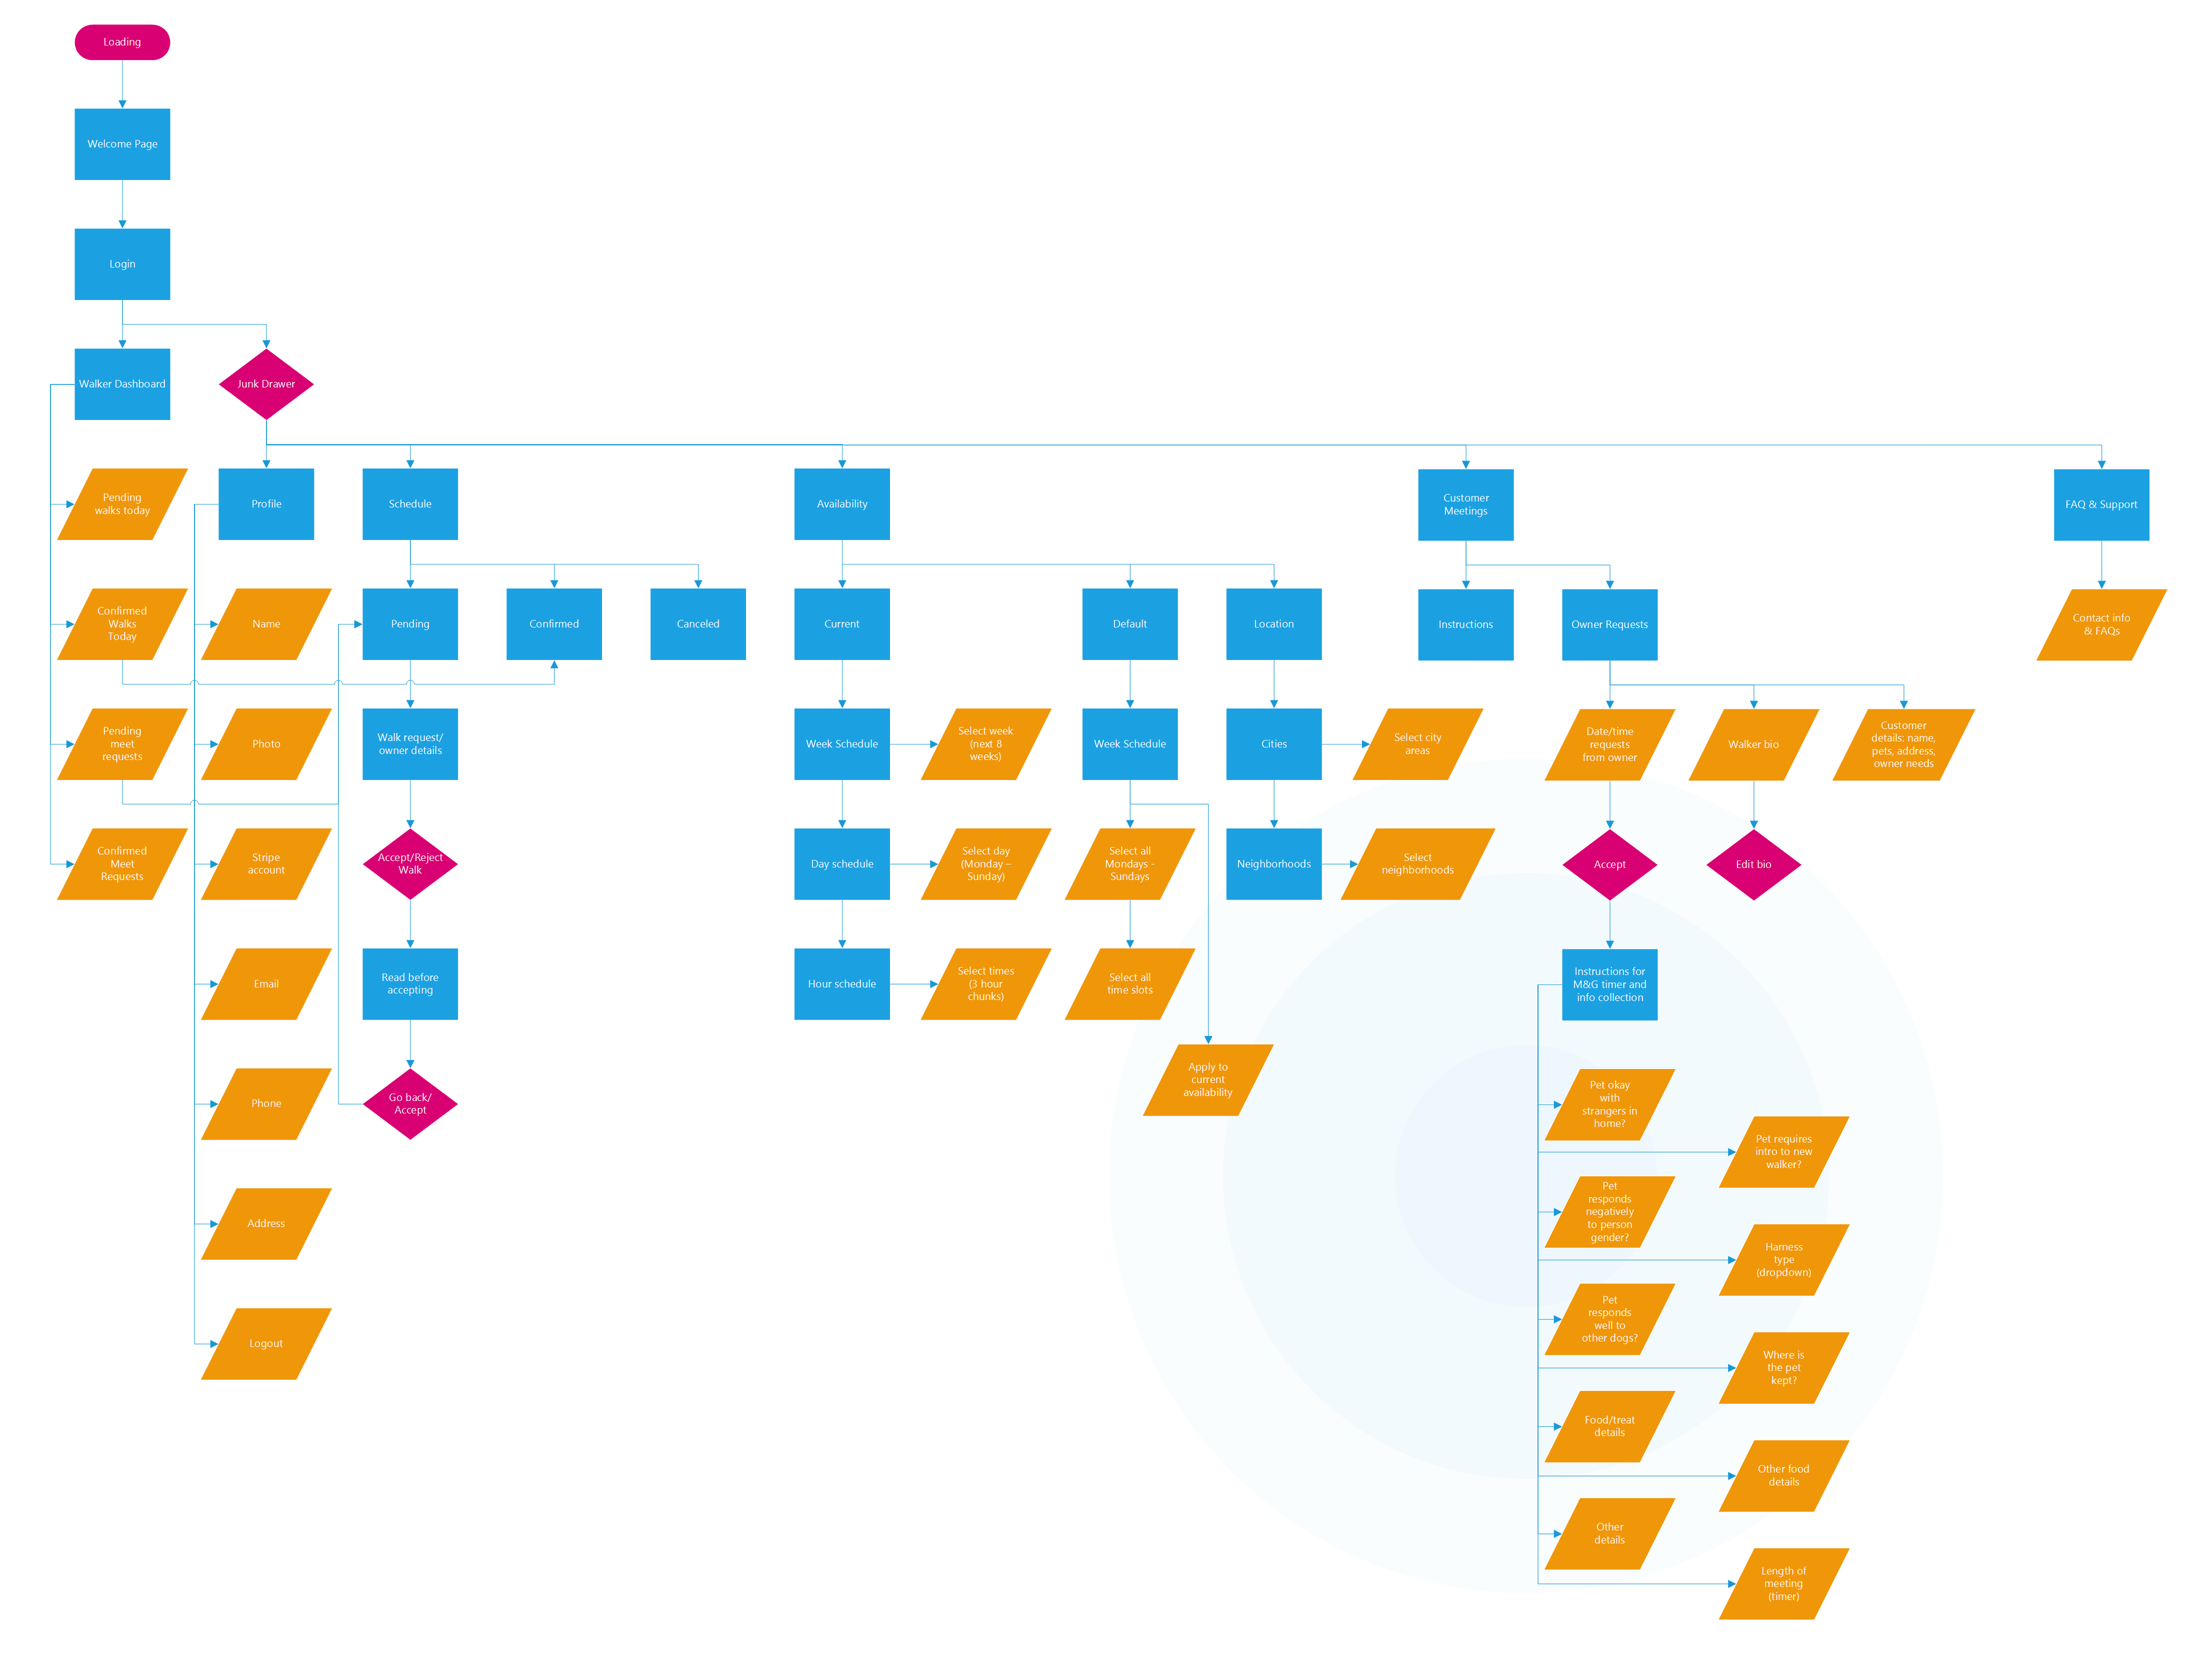 Loading
Welcome Page
Login
Walker Dashboard
Junk Drawer
Pending
walks today
Profile
Schedule
Availability
Customer
Meetings
FAQ & Support
Confirmed
Walks
Today
Name
Pending
Confirmed
Canceled
Current
Default
Location
Instructions
Owner Requests
Contact info
& FAQs
Pending
meet
requests
Photo
Walk request/
owner details
Week Schedule
Select week
(next 8
weeks)
Week Schedule
Cities
Select city
areas
Date/time
requests
from owner
Walker bio
Customer
details: name,
pets, address,
owner needs
Confirmed
Meet
Requests
Stripe
account
Accept/Reject
Walk
Day schedule
Select day
(Monday –
Sunday)
Select all
Mondays -
Sundays
Neighborhoods
Select
neighborhoods
Accept
Edit bio
Email
Read before
accepting
Hour schedule
Select times
(3 hour
chunks)
Select all
time slots
Instructions for
M&G timer and
info collection
Phone
Go back/
Accept
Apply to
current
availability
Pet okay
with
strangers in
home?
Pet requires
intro to new
walker?
Address
Pet
responds
negatively
to person
gender?
Harness
type
(dropdown)
Logout
Pet
responds
well to
other dogs?
Where is
the pet
kept?
Food/treat
details
Other food
details
Other
details
Length of
meeting
(timer)